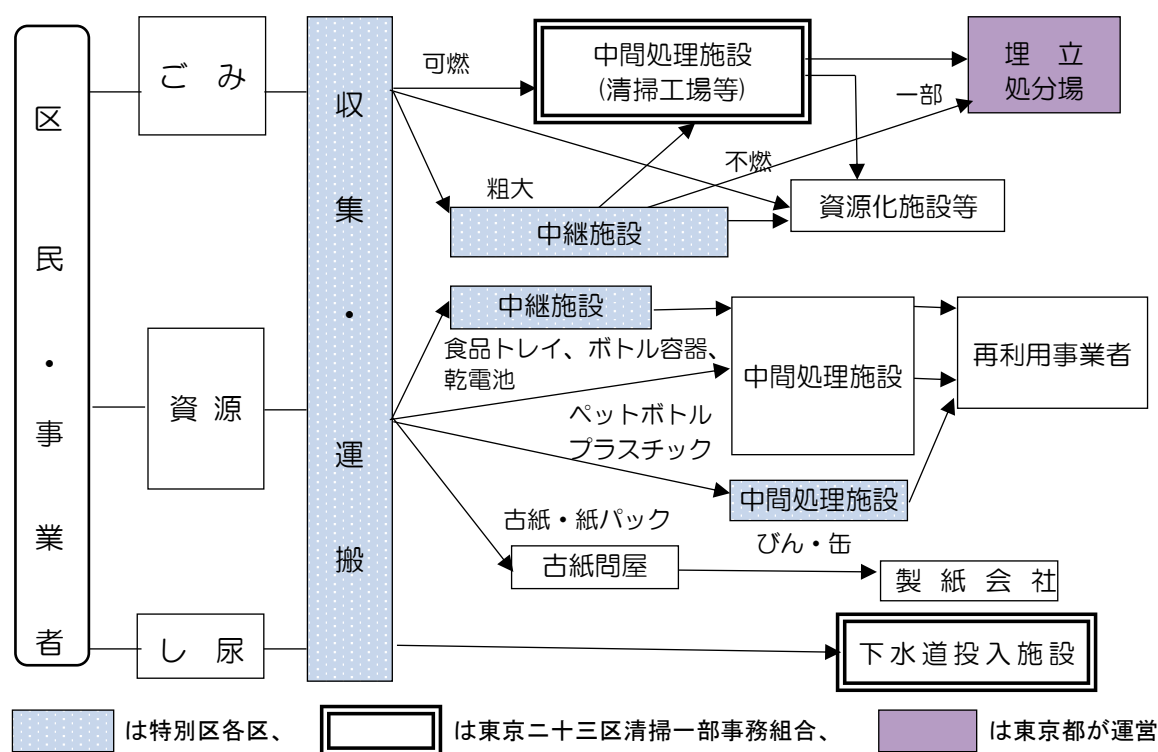 区民・事業者
ごみ
資源
し尿
収集・運搬
可燃
中間処理施設
(清掃工場等)
埋立
処分場
一部
不燃
粗大
中継施設
資源化施設等
中継施設
食品トレイ、ボトル容器、
乾電池
中間処理施設
再利用事業者
ペットボトル
プラスチック
中間処理施設
びん・缶
古紙・紙パック
古紙問屋
製紙会社
下水道投入施設
は特別区各区、
は東京二十三区清掃一部事務組合、
は東京都が運営